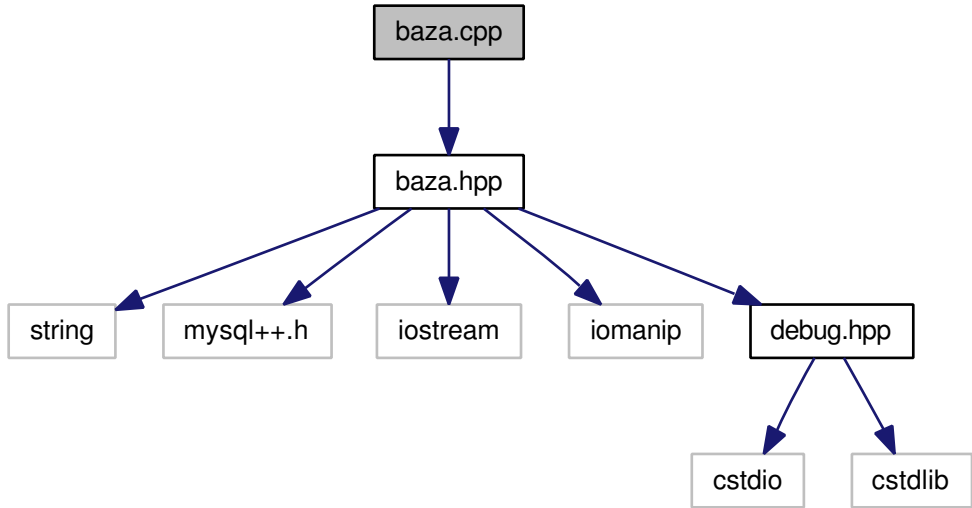 baza.cpp
baza.hpp
string
mysql++.h
iostream
iomanip
debug.hpp
cstdio
cstdlib